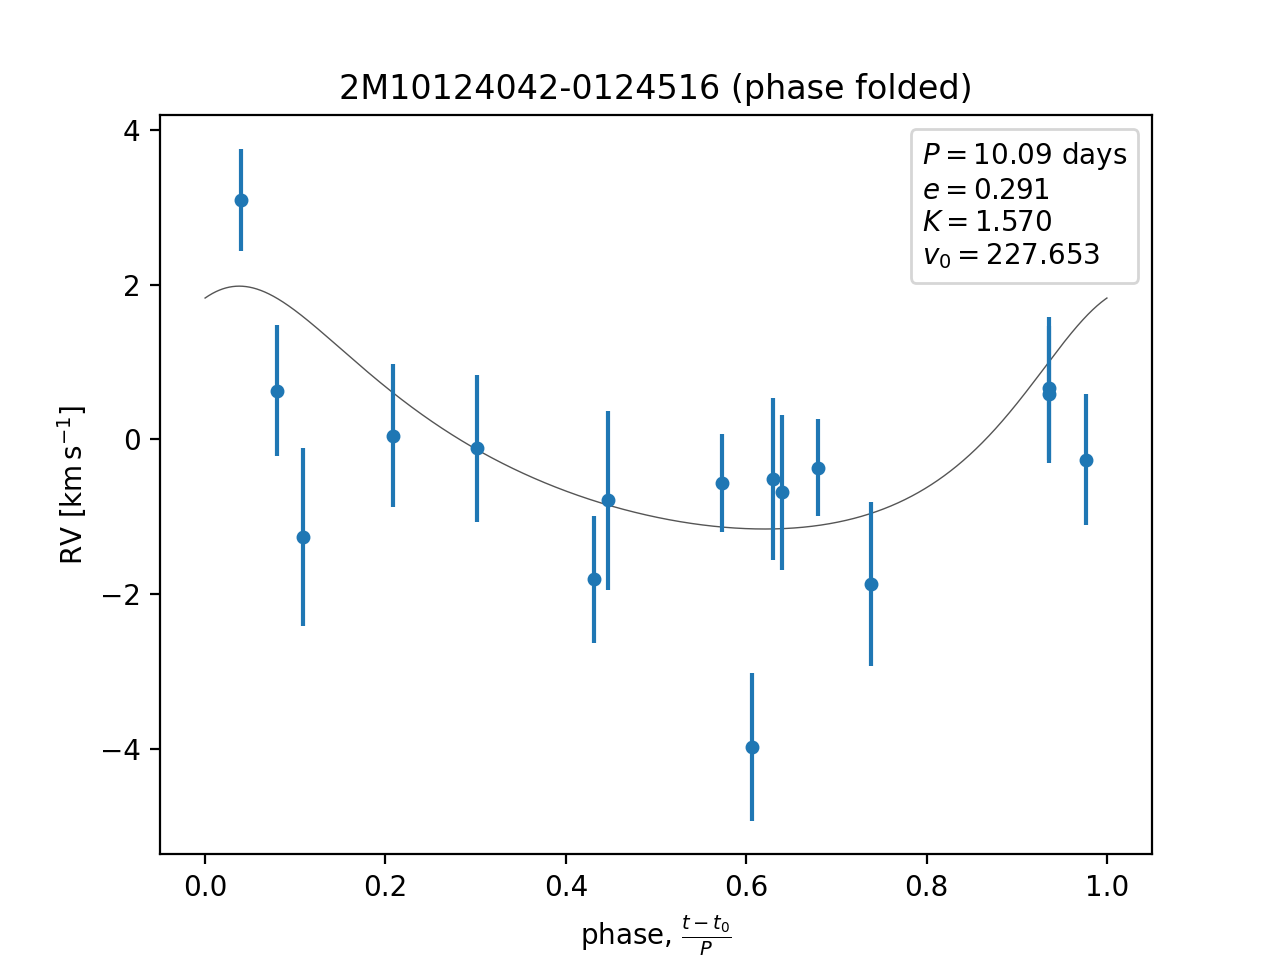 2M10124042-0124516 (phase folded)
P = 10.09 days
e = 0.291
K = 1.570
v₀ = 227.653
RV [km s⁻¹]
4
2
0
−2
−4
0.0 0.2 0.4 0.6 0.8 1.0
phase, (t − t₀)/P